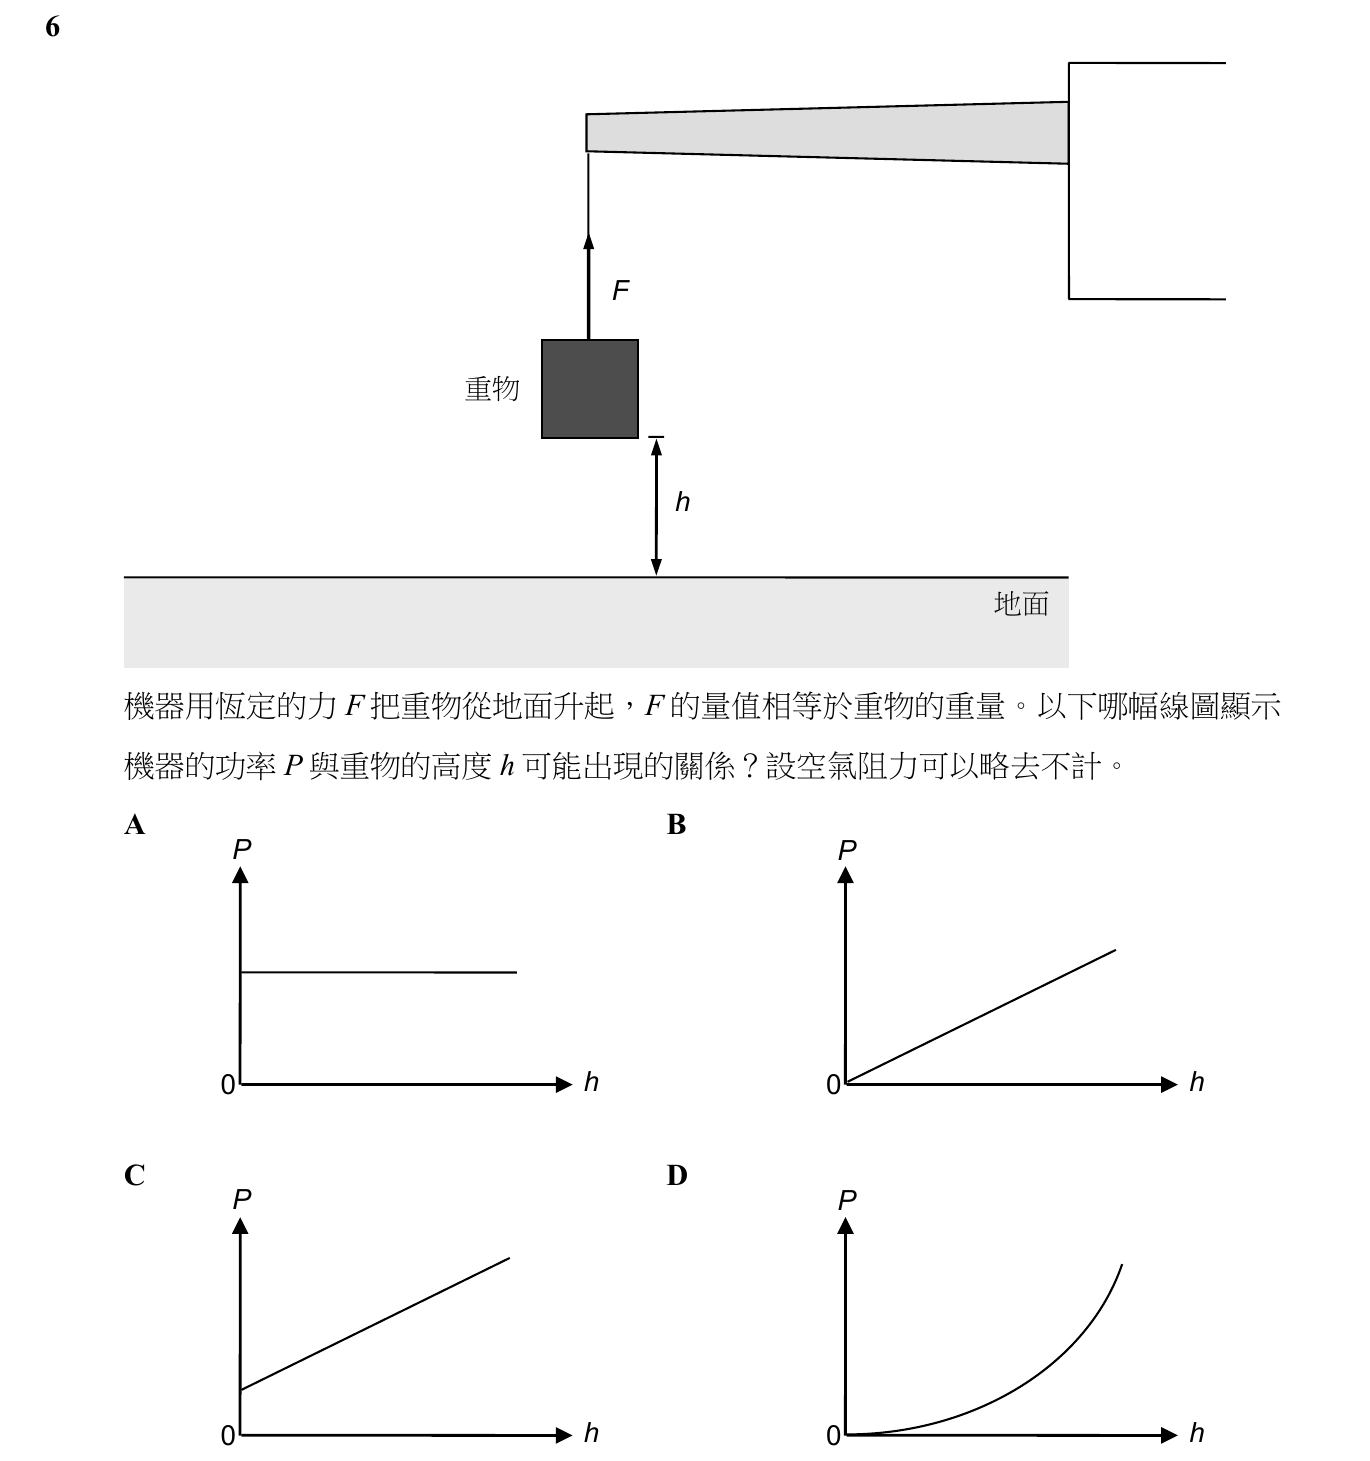 6
F
重物
h
地面
機器用恆定的力 F 把重物從地面升起，F 的量值相等於重物的重量。以下哪幅線圖顯示
機器的功率 P 與重物的高度 h 可能出現的關係？設空氣阻力可以略去不計。
A
B
P
P
0
h
0
h
C
D
P
P
0
h
0
h